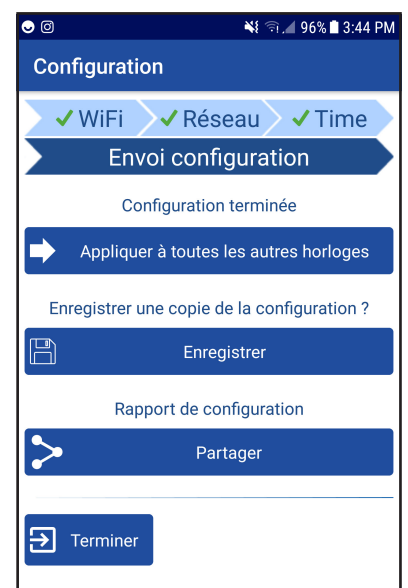 96% 3:44 PM
Configuration
WiFi Réseau Time
Envoi configuration
Configuration terminée
Appliquer à toutes les autres horloges
Enregistrer une copie de la configuration ?
Enregistrer
Rapport de configuration
Partager
Terminer